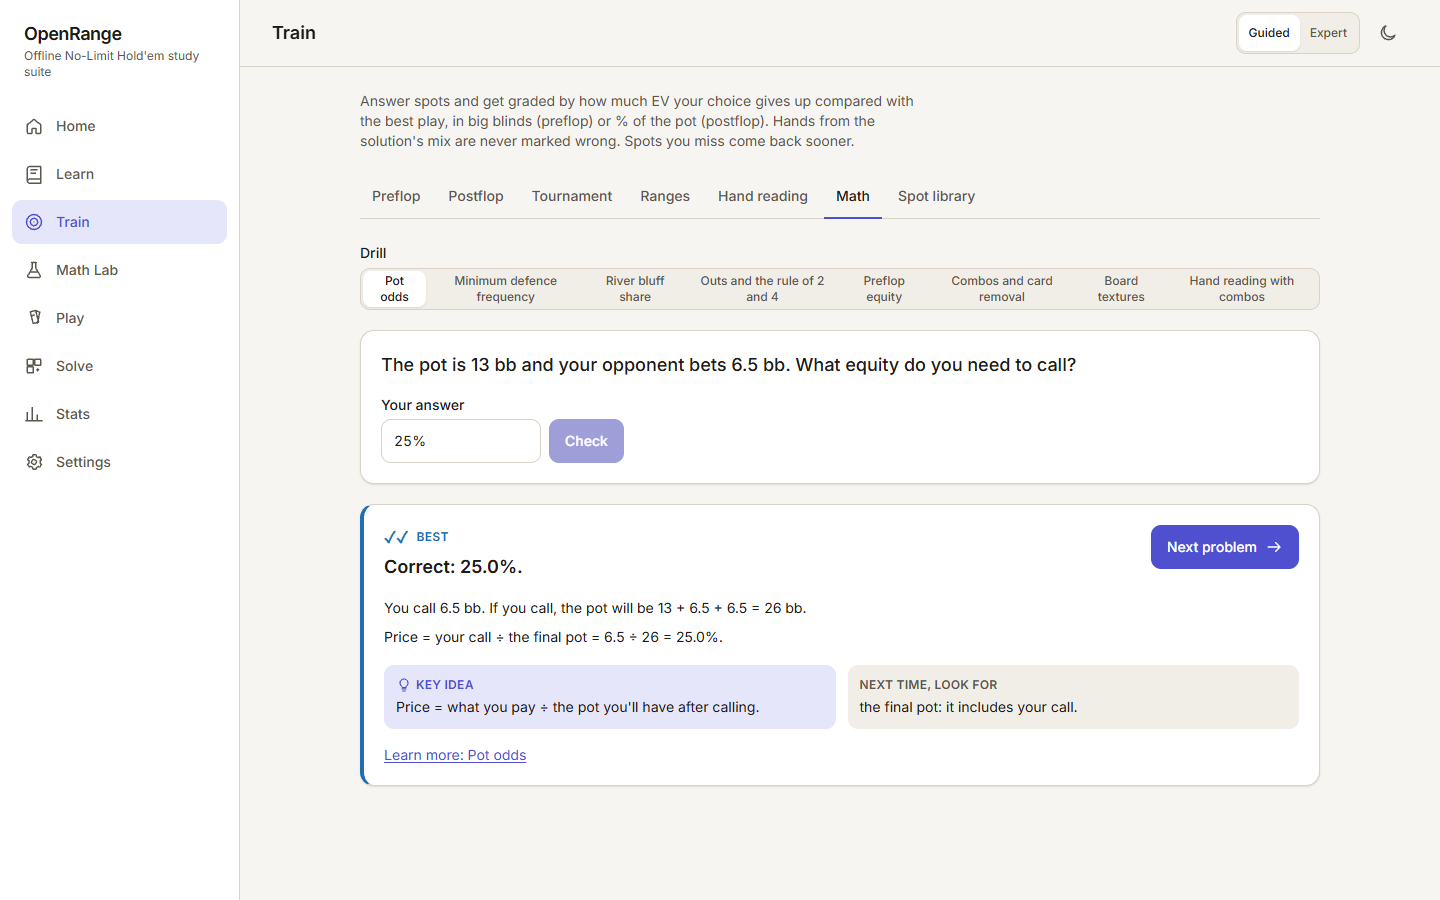 OpenRange
Offline No-Limit Hold'em study
suite
Home
Learn
Train
Math Lab
Play
Solve
Stats
Settings
Train
Guided
Expert
Answer spots and get graded by how much EV your choice gives up compared with
the best play, in big blinds (preflop) or % of the pot (postflop). Hands from the
solution's mix are never marked wrong. Spots you miss come back sooner.
Preflop
Postflop
Tournament
Ranges
Hand reading
Math
Spot library
Drill
Pot
odds
Minimum defence
frequency
River bluff
share
Outs and the rule of 2
and 4
Preflop
equity
Combos and card
removal
Board
textures
Hand reading with
combos
The pot is 13 bb and your opponent bets 6.5 bb. What equity do you need to call?
Your answer
25%
Check
BEST
Correct: 25.0%.
Next problem →
You call 6.5 bb. If you call, the pot will be 13 + 6.5 + 6.5 = 26 bb.
Price = your call ÷ the final pot = 6.5 ÷ 26 = 25.0%.
KEY IDEA
Price = what you pay ÷ the pot you'll have after calling.
NEXT TIME, LOOK FOR
the final pot: it includes your call.
Learn more: Pot odds